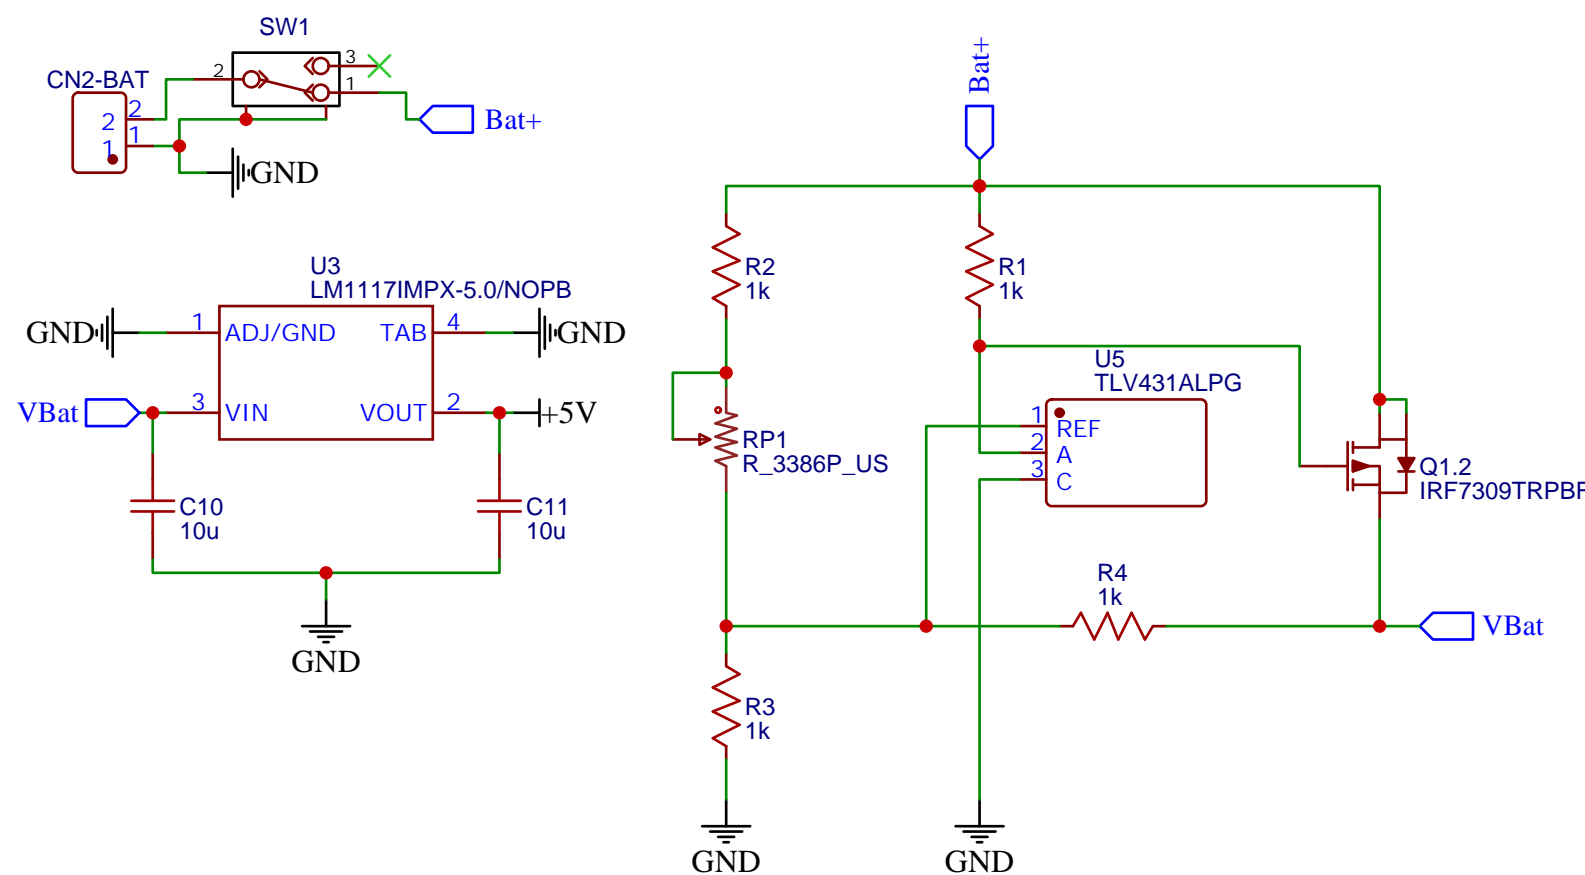 SW1
CN2-BAT
2
3
1
2
2
1
1
Bat+
GND
Bat+
U3
LM1117IMPX-5.0/NOPB
GND
1
ADJ/GND
TAB
4
GND
VBat
3
VIN
VOUT
2
+5V
C10
10u
C11
10u
GND
R2
1k
R1
1k
RP1
R_3386P_US
U5
TLV431ALPG
1
REF
2
A
3
C
Q1.2
IRF7309TRPBF
R4
1k
VBat
R3
1k
GND
GND